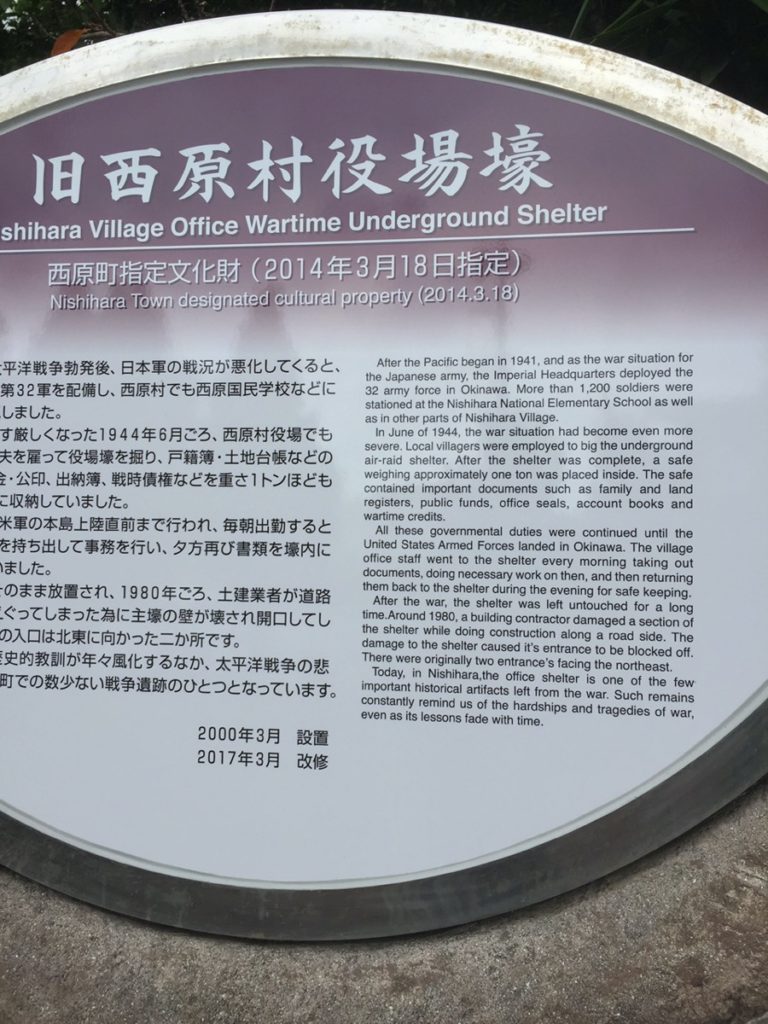 旧西原村役場壕
shihara Village Office Wartime Underground Shelter
西原町指定文化財（2014年3月18日指定）
Nishihara Town designated cultural property (2014.3.18)
太平洋戦争勃発後、日本軍の戦況が悪化してくると、
第32軍を配備し、西原村でも西原国民学校などに
しました。
す厳しくなった1944年6月ごろ、西原村役場でも
夫を雇って役場壕を掘り、戸籍簿・土地台帳などの
金・公印、出納簿、戦時債権などを重さ1トンほども
に収納していました。
米軍の本島上陸直前まで行われ、毎朝出勤すると
を持ち出して事務を行い、夕方再び書類を壕内に
いました。
そのまま放置され、1980年ごろ、土建業者が道路
えぐってしまった為に主壕の壁が壊され開口してし
の入口は北東に向かった二か所です。
歴史的教訓が年々風化するなか、太平洋戦争の悲
町での数少ない戦争遺跡のひとつとなっています。
2000年3月 設置
2017年3月 改修
After the Pacific began in 1941, and as the war situation for
the Japanese army, the Imperial Headquarters deployed the
32 army force in Okinawa. More than 1,200 soldiers were
stationed at the Nishihara National Elementary School as well
as in other parts of Nishihara Village.
In June of 1944, the war situation had become even more
severe. Local villagers were employed to big the underground
air-raid shelter. After the shelter was complete, a safe
weighing approximately one ton was placed inside. The safe
contained important documents such as family and land
registers, public funds, office seals, account books and
wartime credits.
All these governmental duties were continued until the
United States Armed Forces landed in Okinawa. The village
office staff went to the shelter every morning taking out
documents, doing necessary work on then, and then returning
them back to the shelter during the evening for safe keeping.
After the war, the shelter was left untouched for a long
time.Around 1980, a building contractor damaged a section of
the shelter while doing construction along a road side. The
damage to the shelter caused it's entrance to be blocked off.
There were originally two entrance's facing the northeast.
Today, in Nishihara,the office shelter is one of the few
important historical artifacts left from the war. Such remains
constantly remind us of the hardships and tragedies of war,
even as its lessons fade with time.